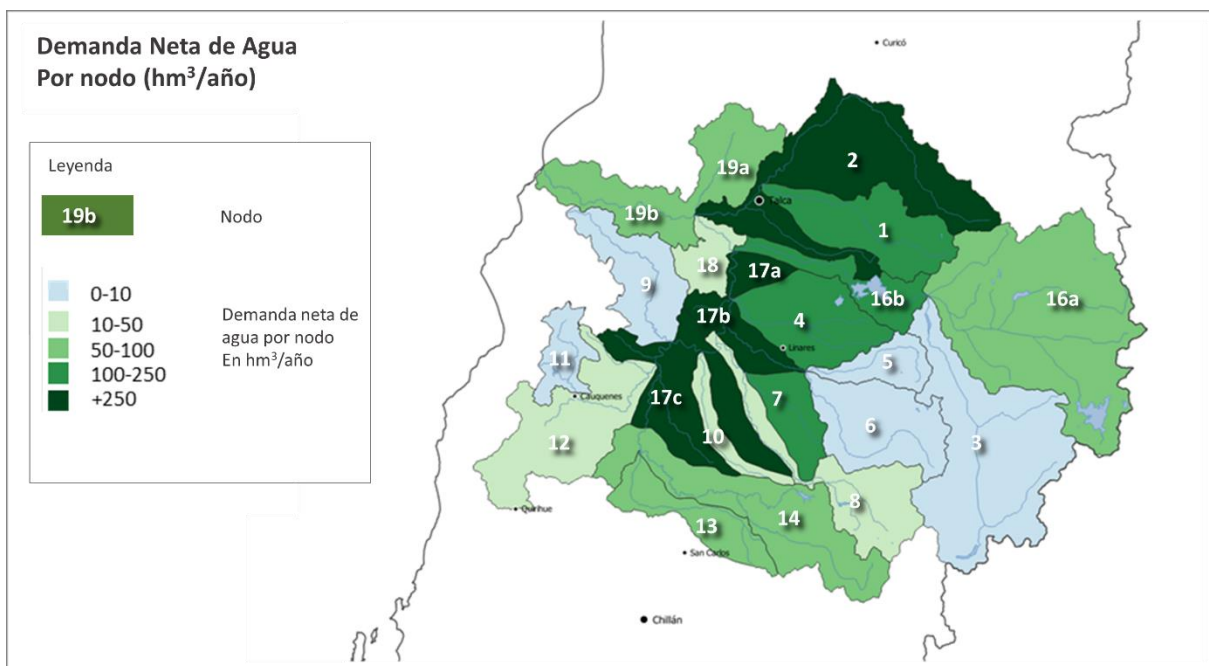 Demanda Neta de Agua
Por nodo (hm³/año)
Leyenda
19b
Nodo
0-10
10-50
50-100
100-250
+250
Demanda neta de
agua por nodo
En hm³/año
Curicó
2
19a
Talca
19b
1
18
17a
16b
16a
9
17b
4
Linares
5
11
Cauquenes
17c
7
6
3
10
12
8
14
13
Quirihue
San Carlos
Chillán